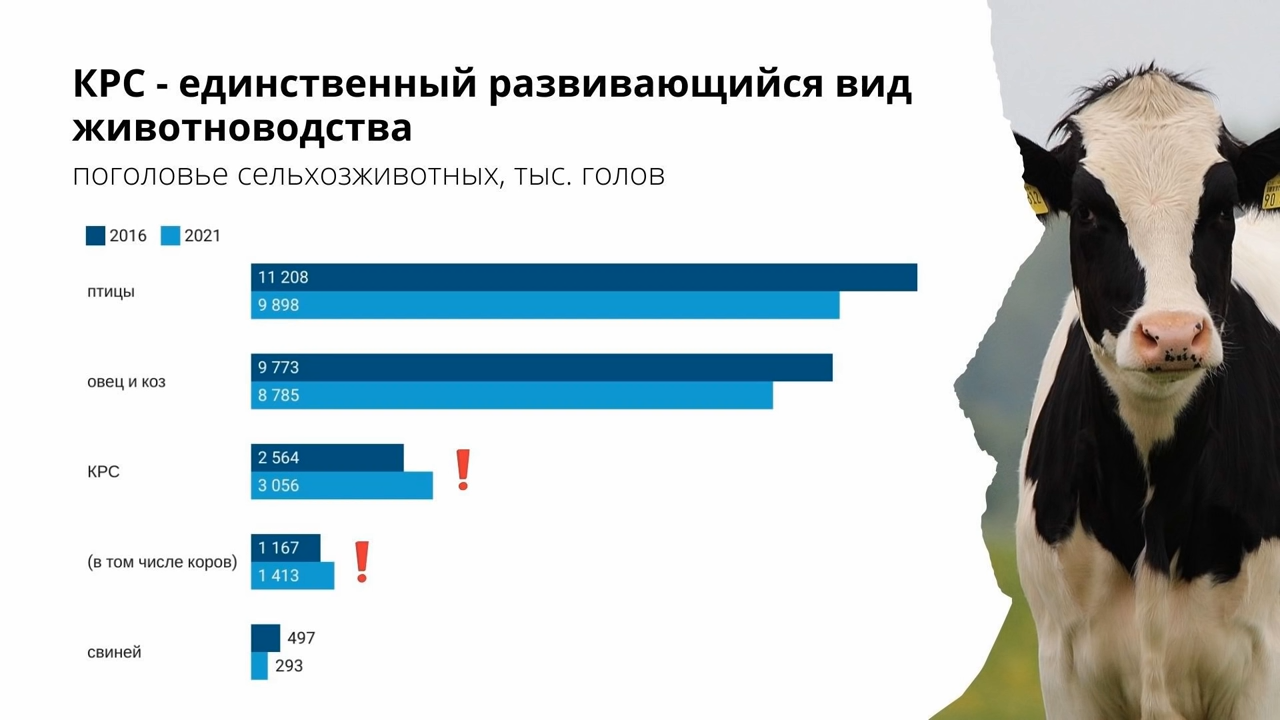 КРС - единственный развивающийся вид
животноводства
поголовье сельхозживотных, тыс. голов
2016 2021
птицы
11 208
9 898
овец и коз
9 773
8 785
КРС
2 564
3 056
(в том числе коров)
1 167
1 413
свиней
497
293
90